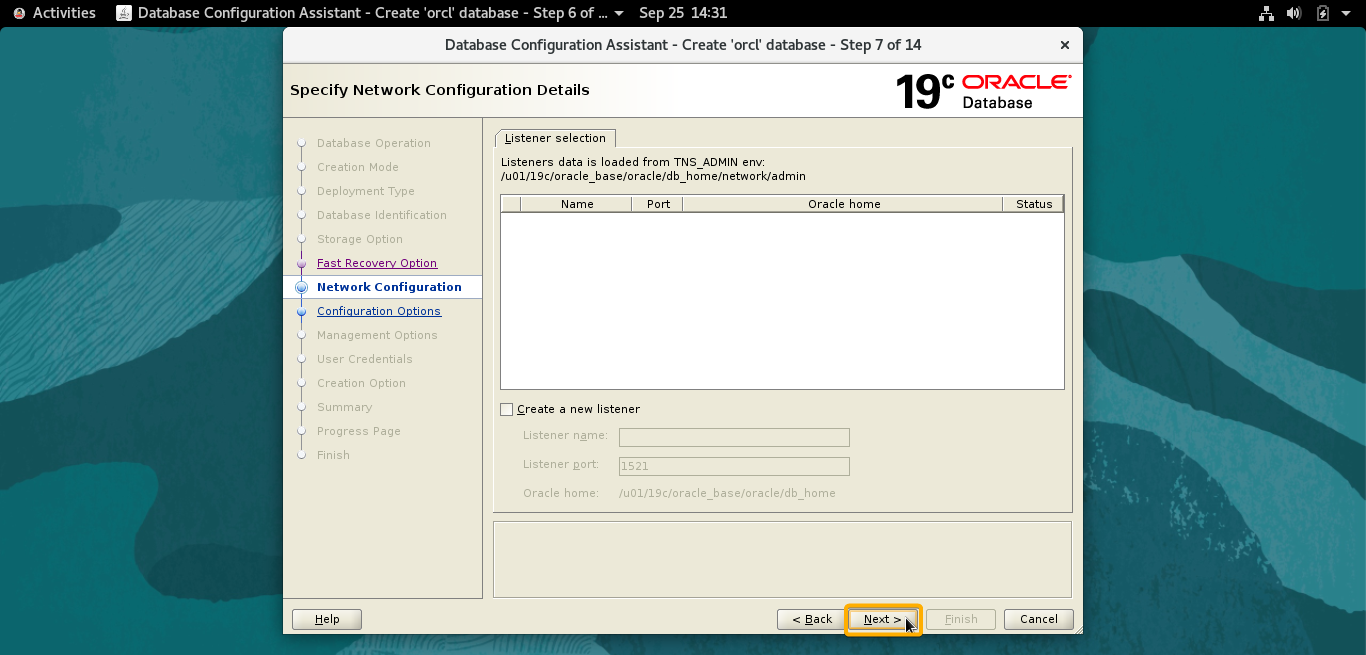 Activities Database Configuration Assistant - Create 'orcl' database - Step 6 of ... Sep 25 14:31
Database Configuration Assistant - Create 'orcl' database - Step 7 of 14
Specify Network Configuration Details
19c ORACLE
Database
Database Operation
Creation Mode
Deployment Type
Database Identification
Storage Option
Fast Recovery Option
Network Configuration
Configuration Options
Management Options
User Credentials
Creation Option
Summary
Progress Page
Finish
Listener selection
Listeners data is loaded from TNS_ADMIN env:
/u01/19c/oracle_base/oracle/db_home/network/admin
Name Port Oracle home Status
Create a new listener
Listener name:
Listener port: 1521
Oracle home: /u01/19c/oracle_base/oracle/db_home
Help < Back Next > Finish Cancel